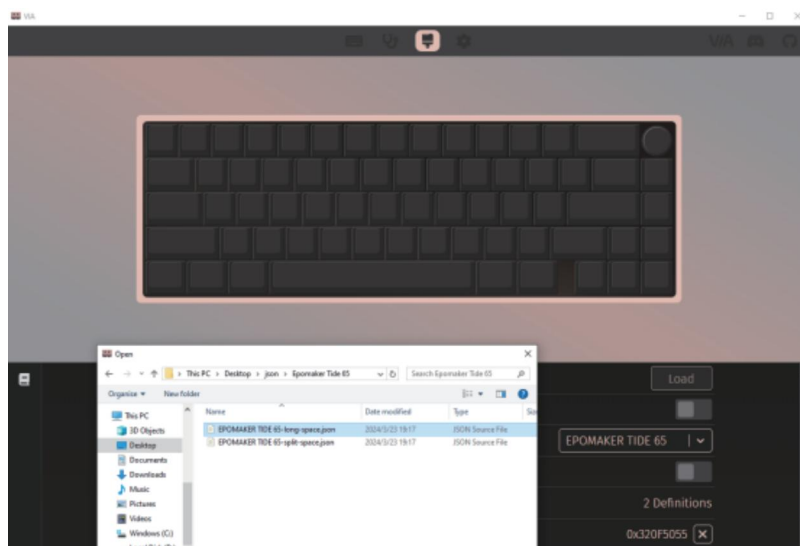 VIA
VIA
Open
This PC > Desktop > json > Epomaker Tide 65
Search Epomaker Tide 65
Organize
New folder
Name
Date modified
Type
This PC
3D Objects
Desktop
Documents
Downloads
Music
Pictures
Videos
Windows (C:)
EPOMAKER TIDE 65-long-space.json
2024/3/23 19:17
JSON Source File
EPOMAKER TIDE 65-split-space.json
2024/3/23 19:17
JSON Source File
Load
EPOMAKER TIDE 65
2 Definitions
0x320F5055